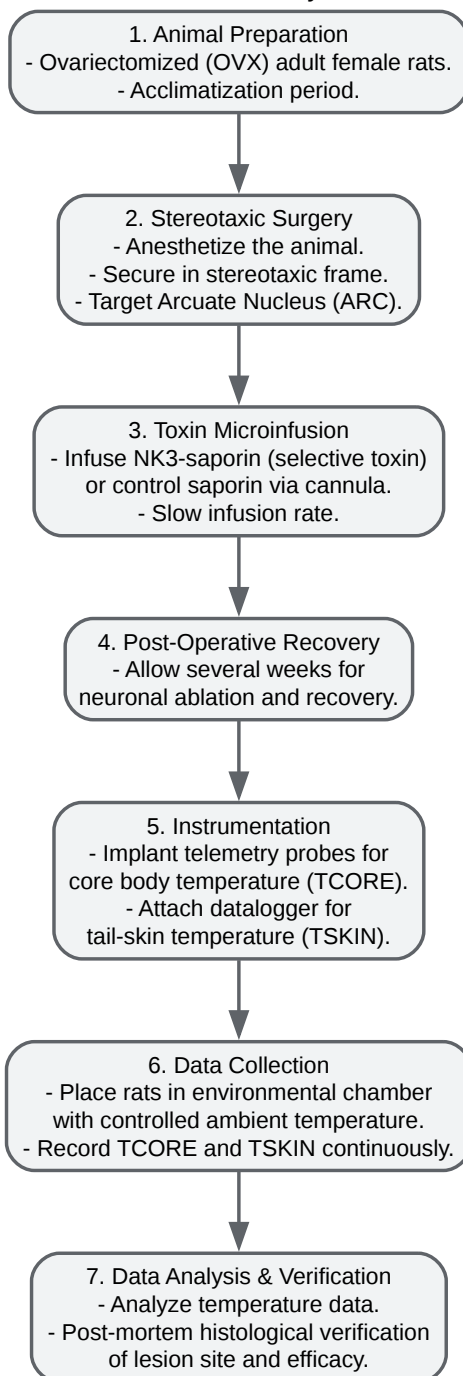 1. Animal Preparation
- Ovariectomized (OVX) adult female rats.
- Acclimatization period.
2. Stereotaxic Surgery
- Anesthetize the animal.
- Secure in stereotaxic frame.
- Target Arcuate Nucleus (ARC).
3. Toxin Microinfusion
- Infuse NK3-saporin (selective toxin)
or control saporin via cannula.
- Slow infusion rate.
4. Post-Operative Recovery
- Allow several weeks for
neuronal ablation and recovery.
5. Instrumentation
- Implant telemetry probes for
core body temperature (TCORE).
- Attach datalogger for
tail-skin temperature (TSKIN).
6. Data Collection
- Place rats in environmental chamber
with controlled ambient temperature.
- Record TCORE and TSKIN continuously.
7. Data Analysis & Verification
- Analyze temperature data.
- Post-mortem histological verification
of lesion site and efficacy.